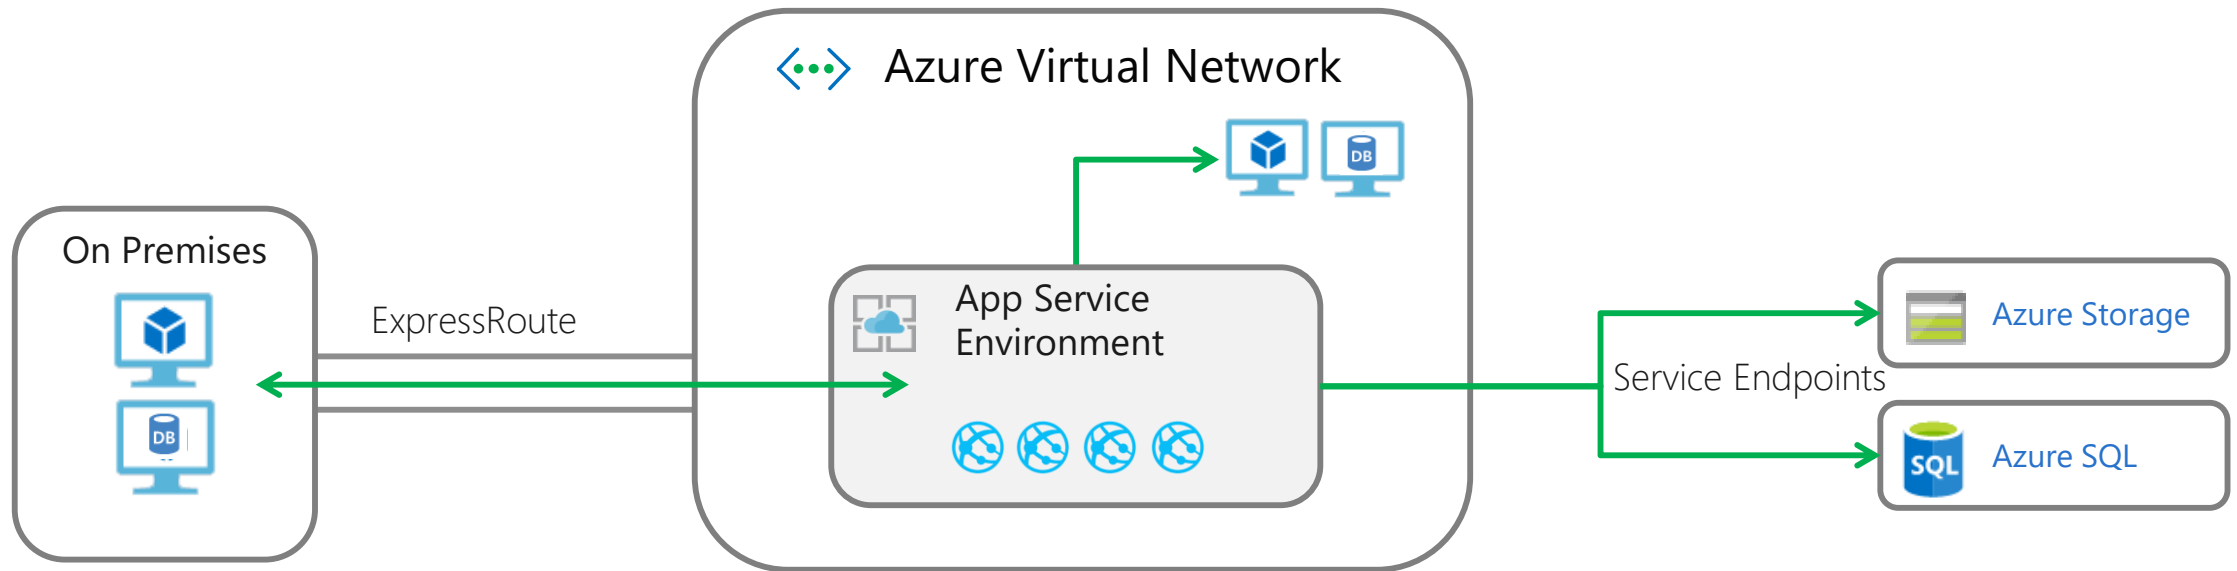 Azure Virtual Network
DB
On Premises
App Service
Environment
ExpressRoute
Azure Storage
Service Endpoints
DB
SQL
Azure SQL